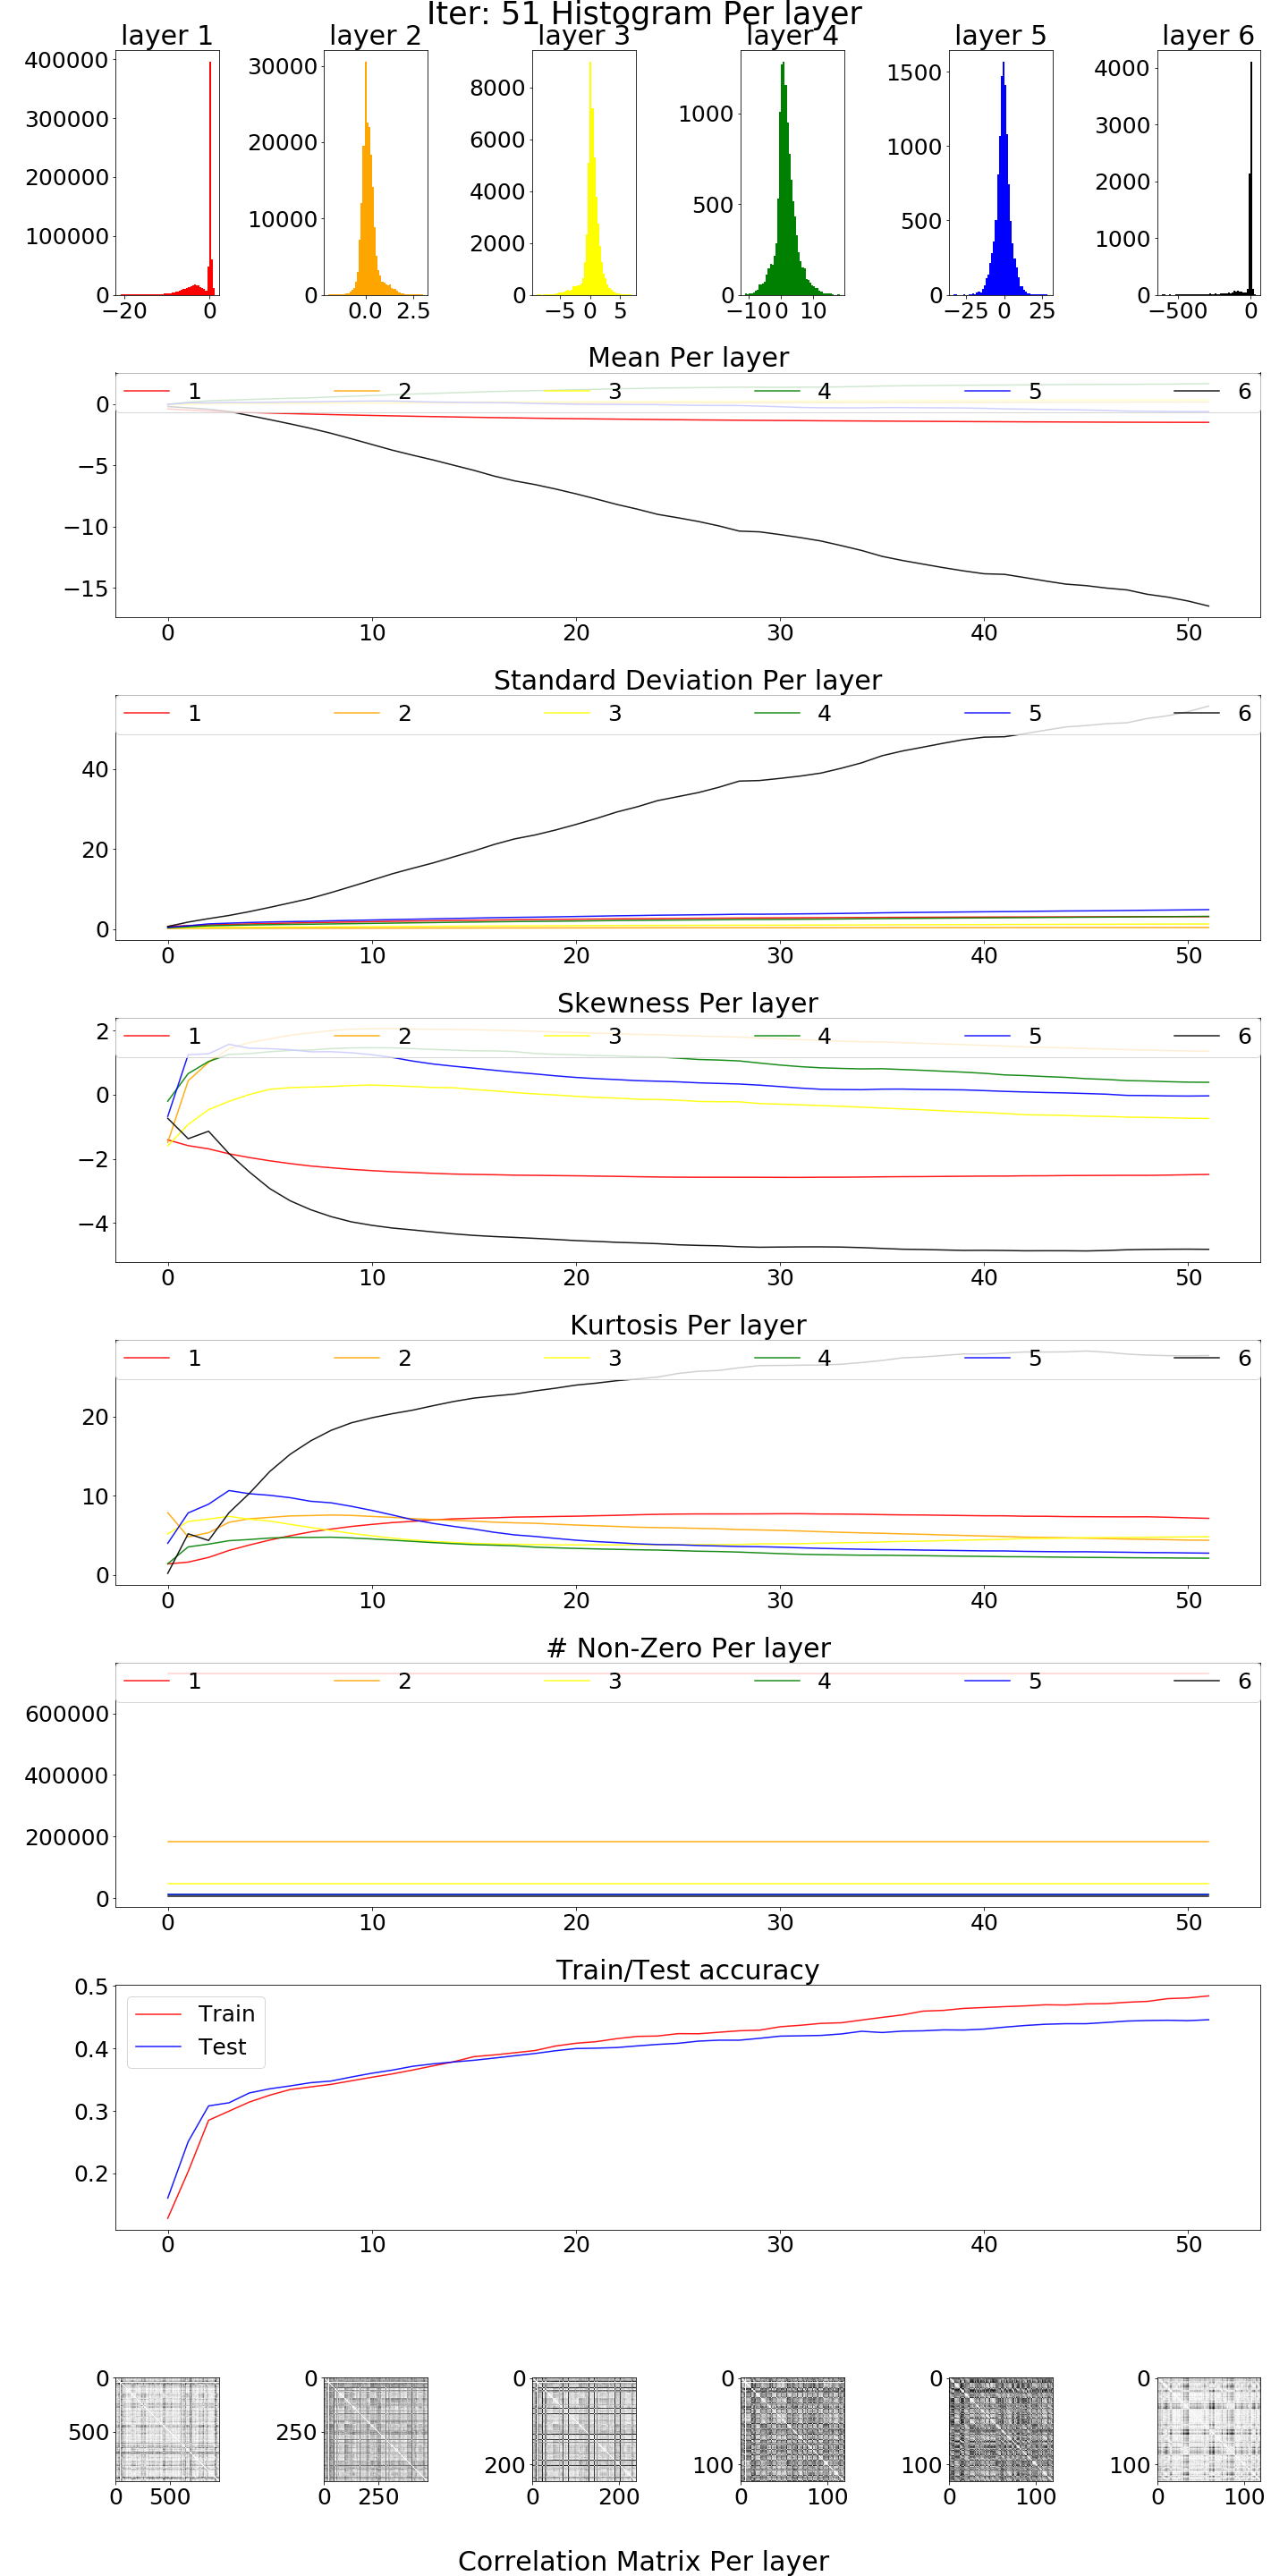 Iter: 51 Histogram Per layer
layer 1 layer 2 layer 3 layer 4 layer 5 layer 6
400000 300000 200000 100000 0
−20 0
30000 20000 10000 0
0.0 2.5
8000 6000 4000 2000 0
−5 0 5
1000 500 0
−10 0 10
1500 1000 500 0
−25 0 25
4000 3000 2000 1000 0
−500 0
Mean Per layer
1 2 3 4 5 6
0
−5
−10
−15
0 10 20 30 40 50
Standard Deviation Per layer
1 2 3 4 5 6
40
20
0
0 10 20 30 40 50
Skewness Per layer
1 2 3 4 5 6
2
0
−2
−4
0 10 20 30 40 50
Kurtosis Per layer
1 2 3 4 5 6
20
10
0
0 10 20 30 40 50
# Non-Zero Per layer
1 2 3 4 5 6
600000
400000
200000
0
0 10 20 30 40 50
Train/Test accuracy
Train
Test
0.5
0.4
0.3
0.2
0 10 20 30 40 50
0 500
0 500
0 250
0 250
0 200
0 200
0 100
0 100
0 100
0 100
0 100
0 100
Correlation Matrix Per layer